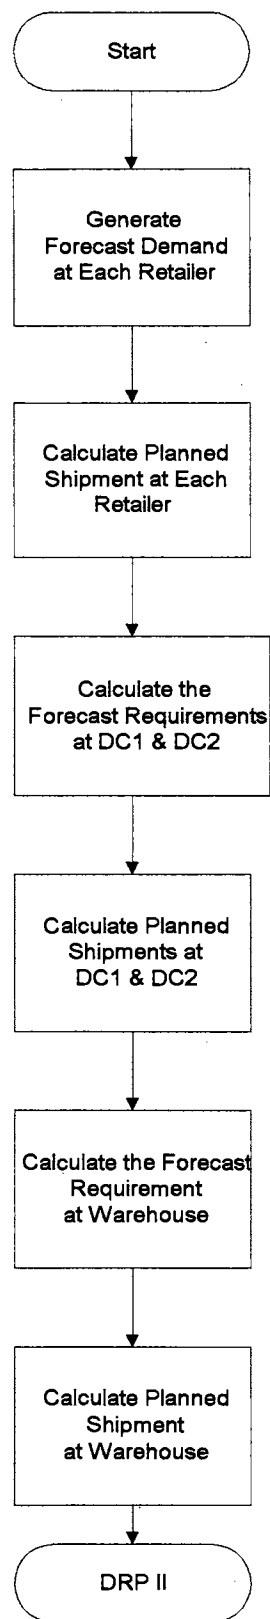 Start
Generate
Forecast Demand
at Each Retailer
Calculate Planned
Shipment at Each
Retailer
Calculate the
Forecast Requirements
at DC1 & DC2
Calculate Planned
Shipments at
DC1 & DC2
Calculate the Forecast
Requirement
at Warehouse
Calculate Planned
Shipment
at Warehouse
DRP II